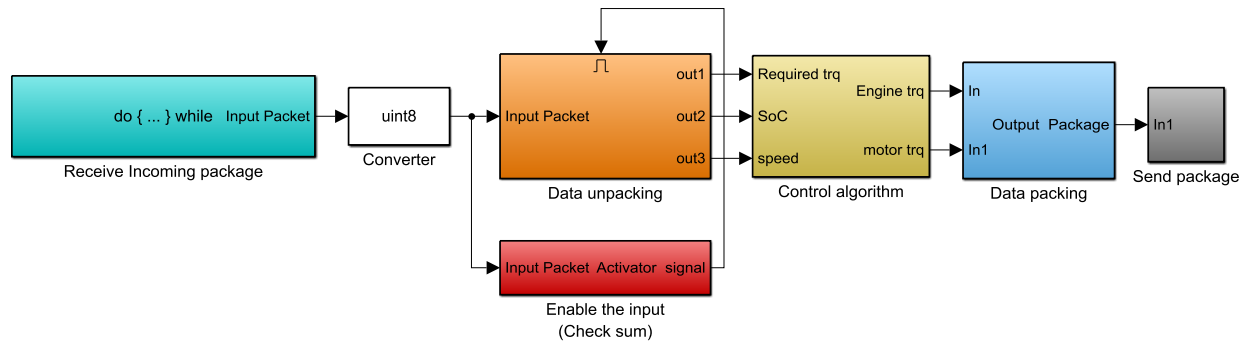 do { ... } while Input Packet
Receive Incoming package
uint8
Converter
Input Packet
out1
out2
out3
Data unpacking
Input Packet Activator signal
Enable the input
(Check sum)
Required trq
SoC
speed
Engine trq
motor trq
Control algorithm
In
In1
Output Package
Data packing
In1
Send package